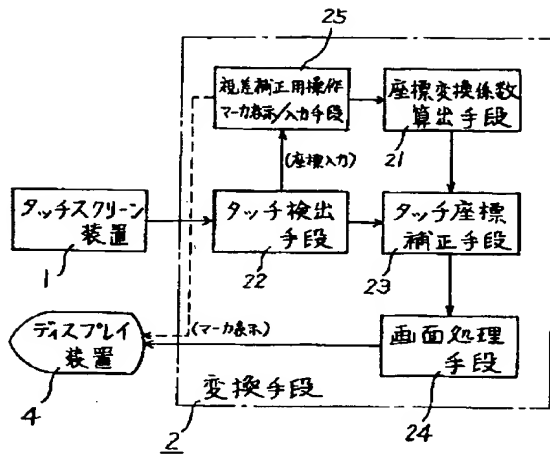 25
視差補正用操作
マーカ表示/入力手段
座標変換係数
算出手段
21
(座標入力)
タッチスクリーン
装置
1
タッチ検出
手段
22
タッチ座標
補正手段
23
(マーカ表示)
ディスプレイ
装置
4
画面処理
手段
24
変換手段
2